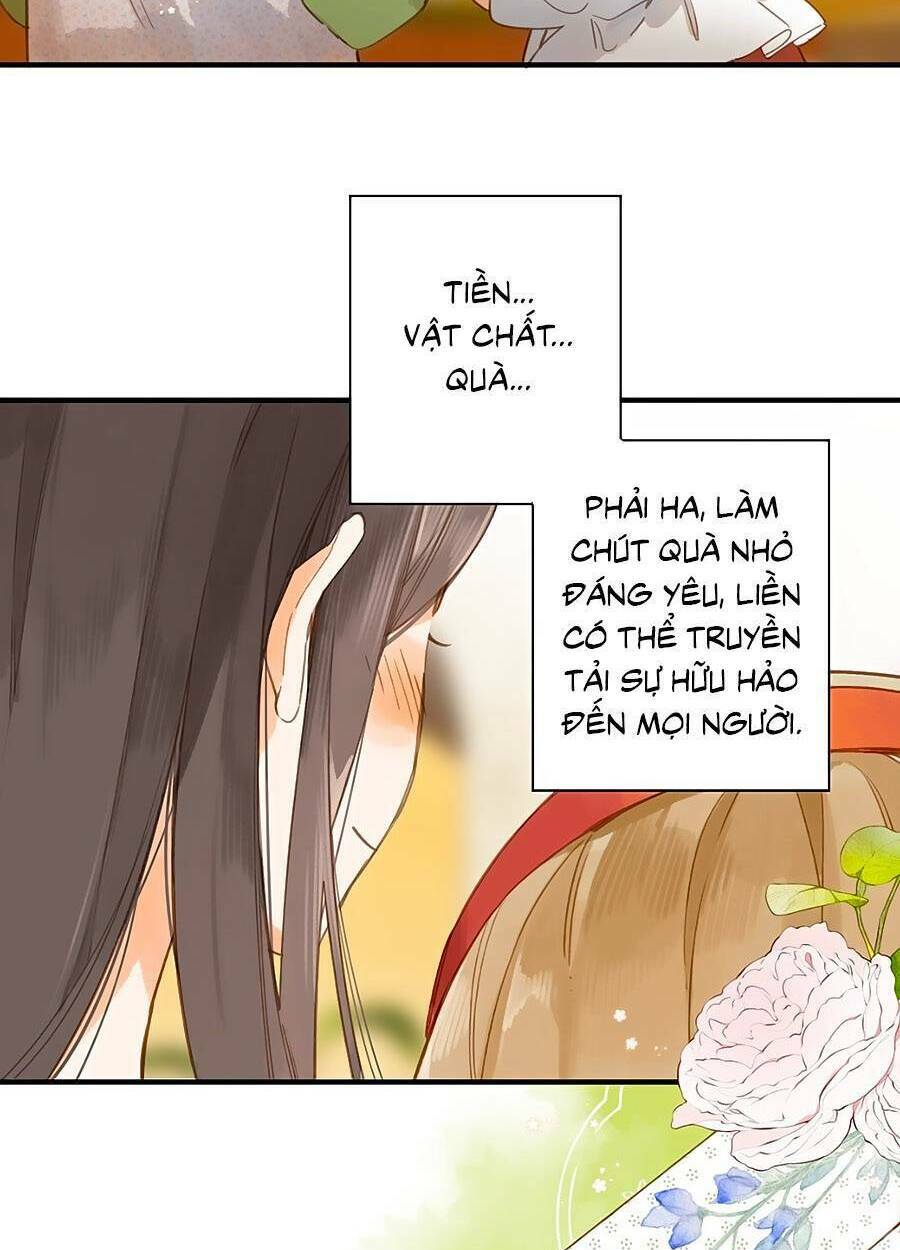 TIỀN...
VẬT CHẤT...
QUÀ...
PHẢI HA, LÀM
CHÚT QUÀ NHỎ
ĐÁNG YÊU, LIỀN
CÓ THỂ TRUYỀN
TẢI SỰ HỮU HẢO
ĐẾN MỌI NGƯỜI.